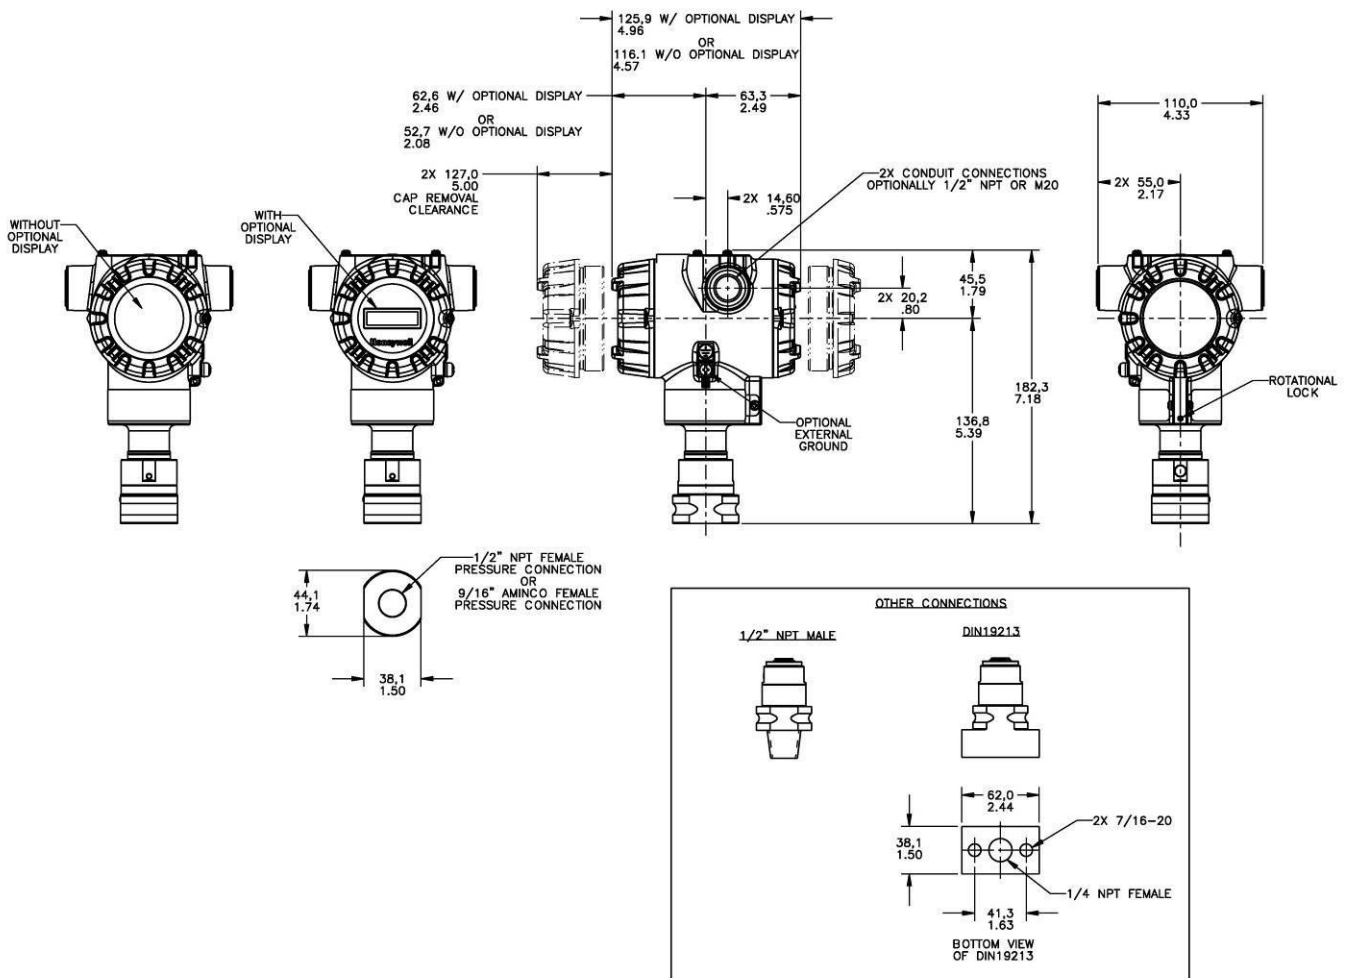 125,9 W/ OPTIONAL DISPLAY
4.96
OR
116.1 W/O OPTIONAL DISPLAY
4.57
62,6 W/ OPTIONAL DISPLAY
2.46
OR
52,7 W/O OPTIONAL DISPLAY
2.08
63,3
2.49
110,0
4.33
2X 127,0
5.00
CAP REMOVAL
CLEARANCE
2X 14,60
.575
2X CONDUIT CONNECTIONS
OPTIONALLY 1/2" NPT OR M20
2X 55,0
2.17
WITHOUT
OPTIONAL
DISPLAY
WITH
OPTIONAL
DISPLAY
Honeywell
2X 20,2
.80
45,5
1.79
182,3
7.18
136,8
5.39
OPTIONAL
EXTERNAL
GROUND
ROTATIONAL
LOCK
44,1
1.74
1/2" NPT FEMALE
PRESSURE CONNECTION
OR
9/16" AMINCO FEMALE
PRESSURE CONNECTION
38,1
1.50
OTHER CONNECTIONS
1/2" NPT MALE
DIN19213
62,0
2.44
38,1
1.50
2X 7/16-20
1/4 NPT FEMALE
41,3
1.63
BOTTOM VIEW
OF DIN19213